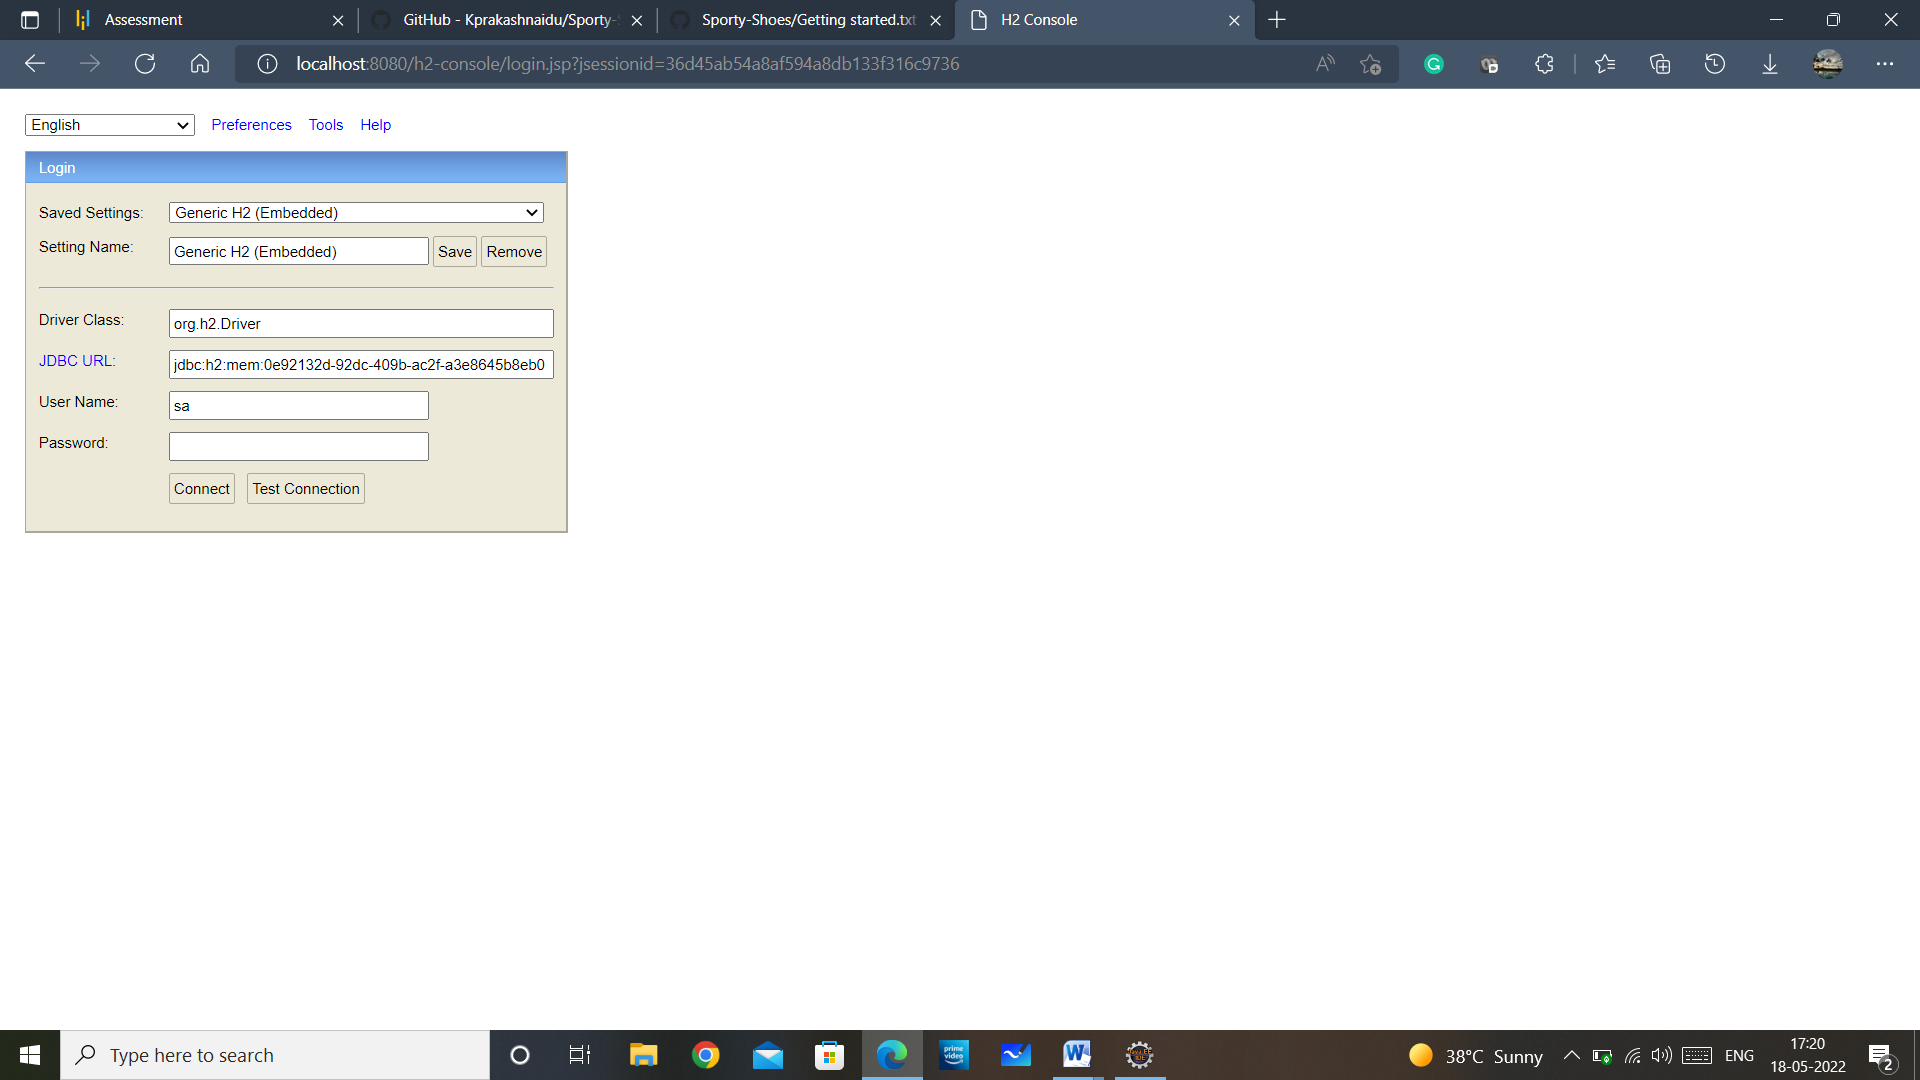 Assessment
GitHub - Kprakashnaidu/Sporty-
Sporty-Shoes/Getting started.txt
H2 Console
localhost:8080/h2-console/login.jsp?jsessionid=36d45ab54a8af594a8db133f316c9736
English Preferences Tools Help
Login
Saved Settings: Generic H2 (Embedded)
Setting Name: Generic H2 (Embedded) Save Remove
Driver Class: org.h2.Driver
JDBC URL: jdbc:h2:mem:0e92132d-92dc-409b-ac2f-a3e8645b8eb0
User Name: sa
Password:
Connect Test Connection
Type here to search
prime video
38°C Sunny
ENG
17:20
18-05-2022
2